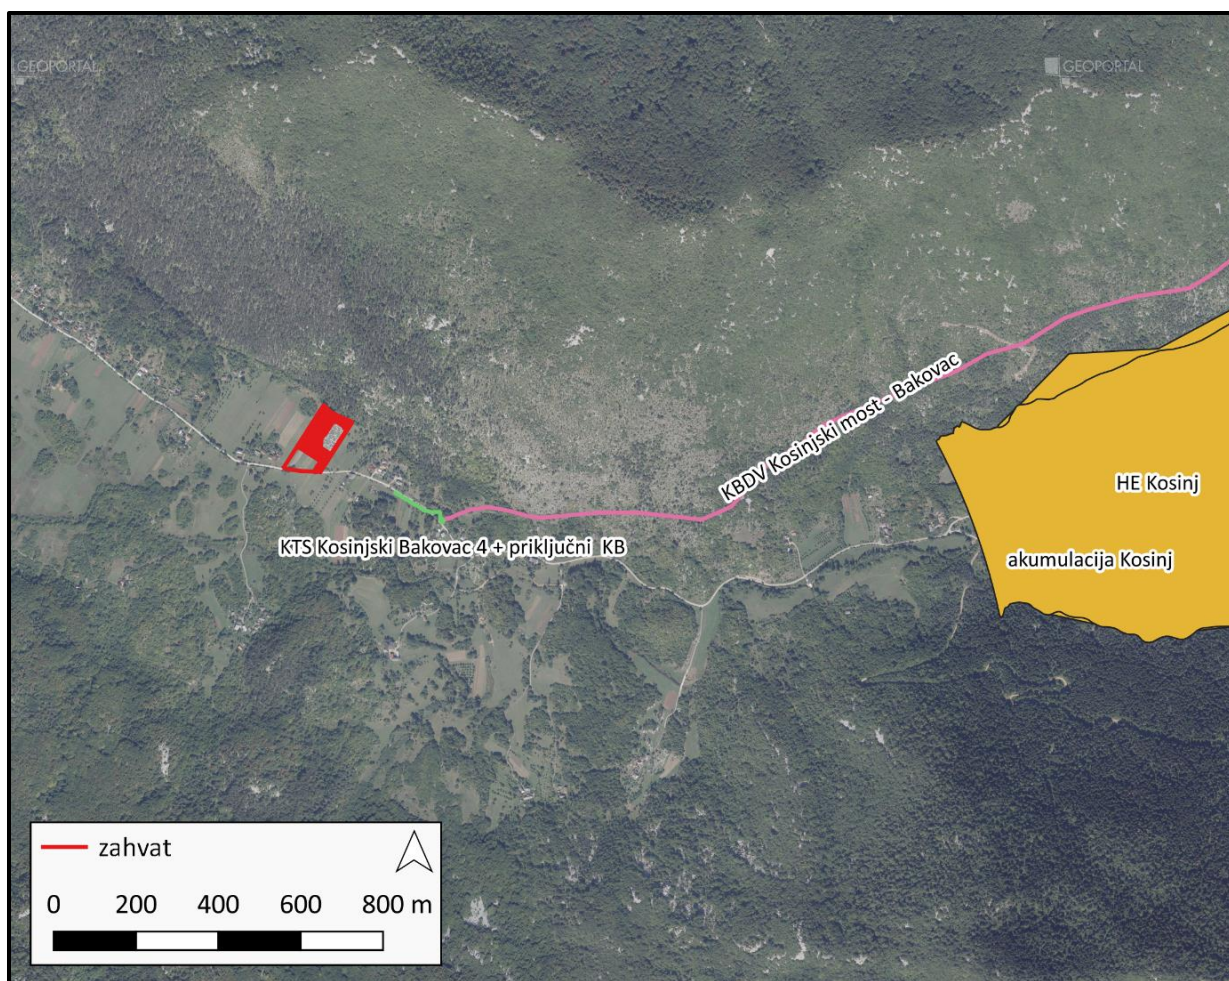 GEOPORTAL
GEOPORTAL
KBDV Kosinjski most - Bakovac
HE Kosinj
KTS Kosinjski Bakovac 4 + priključni KB
akumulacija Kosinj
zahvat
0 200 400 600 800 m